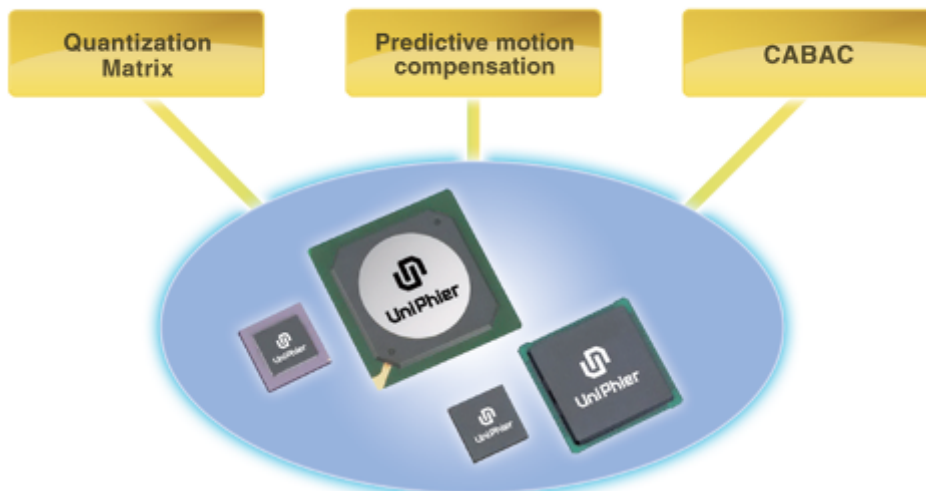 Quantization
Matrix
Predictive motion
compensation
CABAC
UniPhier
UniPhier
UniPhier
UniPhier